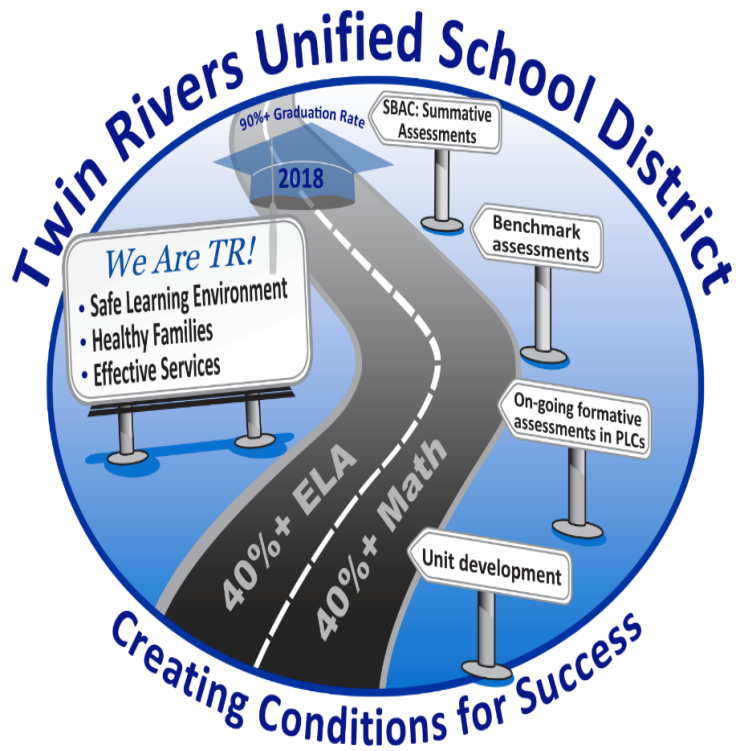 Twin Rivers Unified School District
90%+ Graduation Rate
2018
SBAC: Summative
Assessments
Benchmark
assessments
We Are TR!
• Safe Learning Environment
• Healthy Families
• Effective Services
On-going formative
assessments in PLCs
40%+ ELA
40%+ Math
Unit development
Creating Conditions for Success